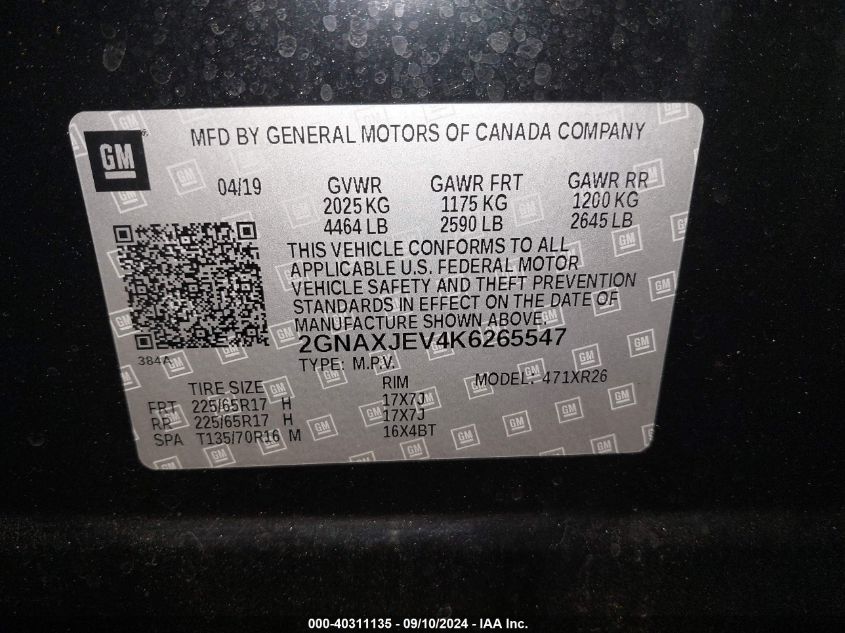 GM
MFD BY GENERAL MOTORS OF CANADA COMPANY
04/19 GVWR GAWR FRT GAWR RR
2025 KG 1175 KG 1200 KG
4464 LB 2590 LB 2645 LB
THIS VEHICLE CONFORMS TO ALL
APPLICABLE U.S. FEDERAL MOTOR
VEHICLE SAFETY AND THEFT PREVENTION
STANDARDS IN EFFECT ON THE DATE OF
MANUFACTURE SHOWN ABOVE.
2GNAXJEV4K6265547
384A
TYPE: M.P.V. MODEL: 471XR26
TIRE SIZE RIM
FRT 225/65R17 H 17X7J
RR 225/65R17 H 17X7J
SPA T135/70R16 M 16X4BT
000-40311135 - 09/10/2024 - IAA Inc.